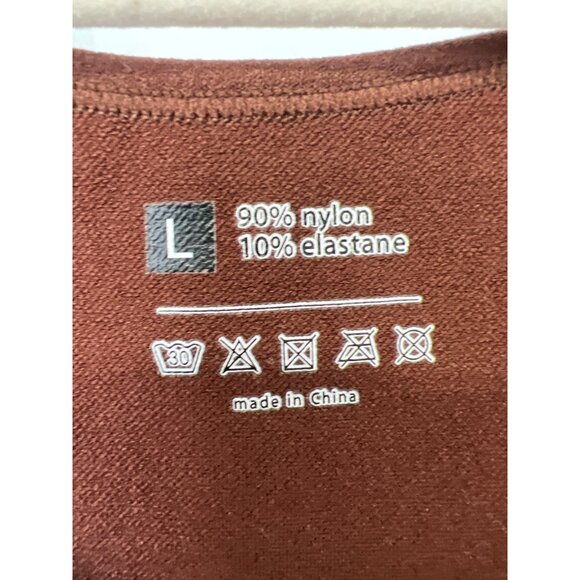 L
90% nylon
10% elastane
30
made in China